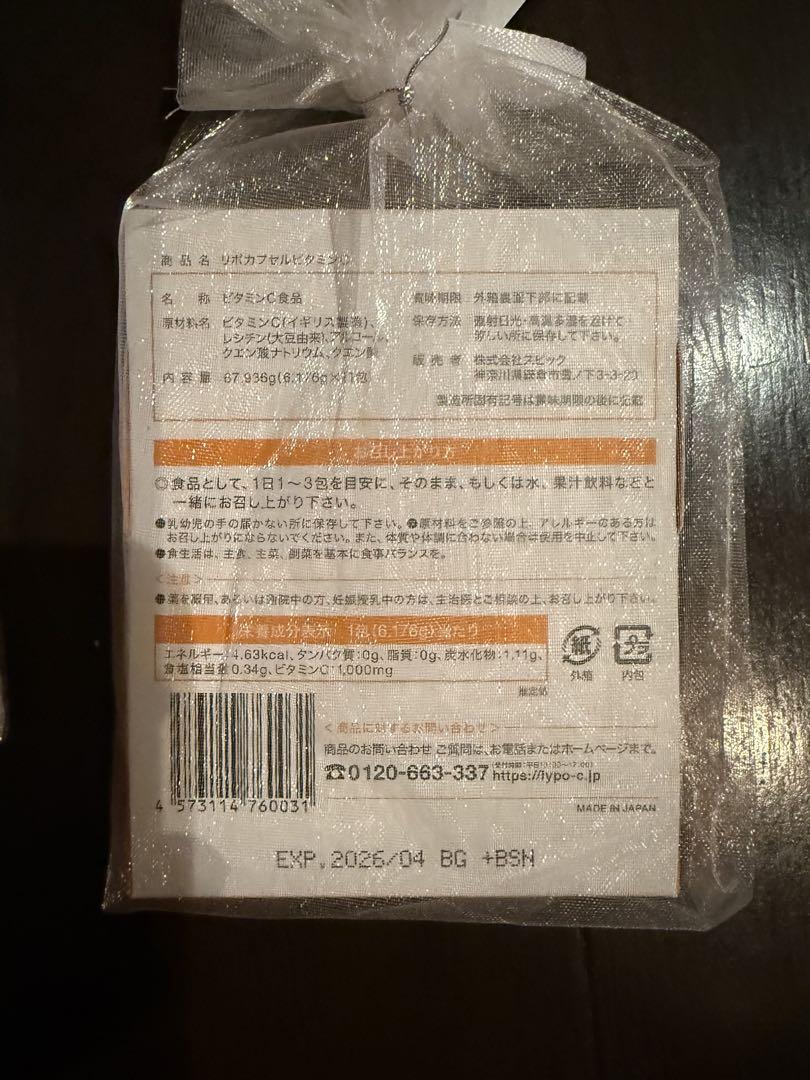 商品名 リポカプセルビタミンC
名 称 ビタミンC食品
原材料名 ビタミンC(イギリス製造)、
レシチン(大豆由来)、アルコール、
クエン酸ナトリウム、クエン酸
内容量 67.936g(6.176g×11包)
賞味期限 外箱裏面下部に記載
保存方法 直射日光・高温多湿を避けて
涼しい所に保存して下さい。
販売者 株式会社スピック
神奈川県鎌倉市雪ノ下3-3-20
製造所固有記号は賞味期限の後に記載
お召し上がり方
◎食品として、1日1～3包を目安に、そのまま、もしくは水、果汁飲料などと
一緒にお召し上がり下さい。
●乳幼児の手の届かない所に保存して下さい。●原材料をご参照の上、アレルギーのある方は
お召し上がりにならないでください。また、体質や体調に合わない場合は使用を中止して下さい。
●食生活は、主食、主菜、副菜を基本に食事バランスを。
<注意>
●薬を服用、あるいは通院中の方、妊娠授乳中の方は、主治医とご相談の上、お召し上がり下さい。
栄養成分表示 1包(6.176g)当たり
エネルギー:4.63kcal、タンパク質:0g、脂質:0g、炭水化物:1.11g、
食塩相当量0.34g、ビタミンC:1,000mg
推定値
紙 外箱
プラ 内包
<商品に対するお問い合わせ>
商品のお問い合わせ ご質問は、お電話またはホームページまで。
☎0120-663-337 (受付時間:平日10:00～17:00) https://lypo-c.jp
4 573114 760031
MADE IN JAPAN
EXP. 2026/04 BG +BSN